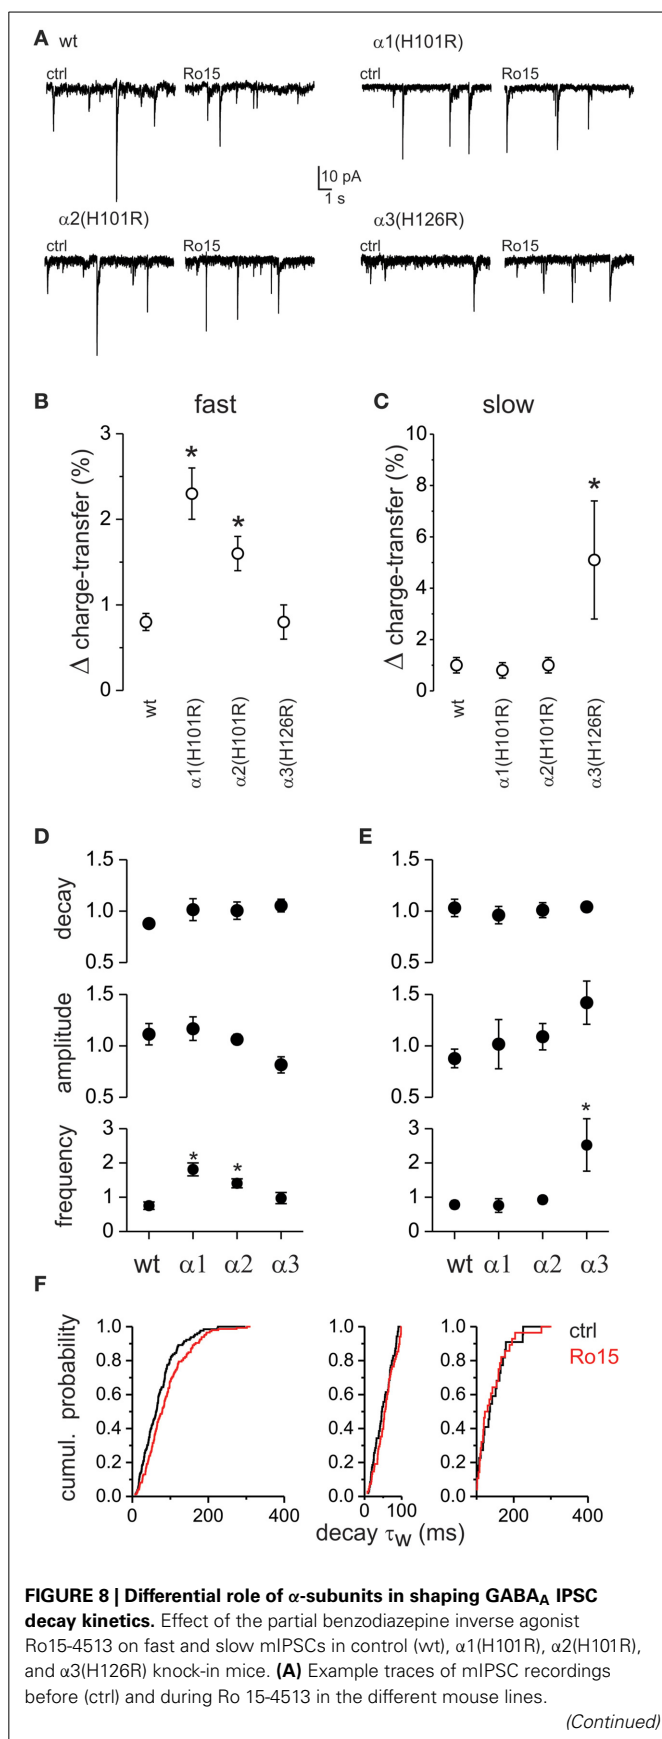 A wt
α1(H101R)
ctrl
Ro15
ctrl
Ro15
10 pA
1 s
α2(H101R)
α3(H126R)
ctrl
Ro15
ctrl
Ro15
B fast
Δ charge-transfer (%)
3
2
1
0
wt
α1(H101R)
α2(H101R)
α3(H126R)
*
*
C slow
Δ charge-transfer (%)
10
8
6
4
2
0
wt
α1(H101R)
α2(H101R)
α3(H126R)
*
D
decay
1.5
1.0
0.5
amplitude
1.5
1.0
0.5
frequency
3
2
1
0
* *
wt α1 α2 α3
E
1.5
1.0
0.5
1.5
1.0
0.5
3
2
1
0
*
wt α1 α2 α3
F
cumul. probability
1.0
0.8
0.6
0.4
0.2
0.0
0 200 400
1.0
0.8
0.6
0.4
0.2
0.0
0 100
1.0
0.8
0.6
0.4
0.2
0.0
200 400
ctrl
Ro15
decay τw (ms)
FIGURE 8 | Differential role of α-subunits in shaping GABAA IPSC
decay kinetics. Effect of the partial benzodiazepine inverse agonist
Ro15-4513 on fast and slow mIPSCs in control (wt), α1(H101R), α2(H101R),
and α3(H126R) knock-in mice. (A) Example traces of mIPSC recordings
before (ctrl) and during Ro 15-4513 in the different mouse lines.
(Continued)